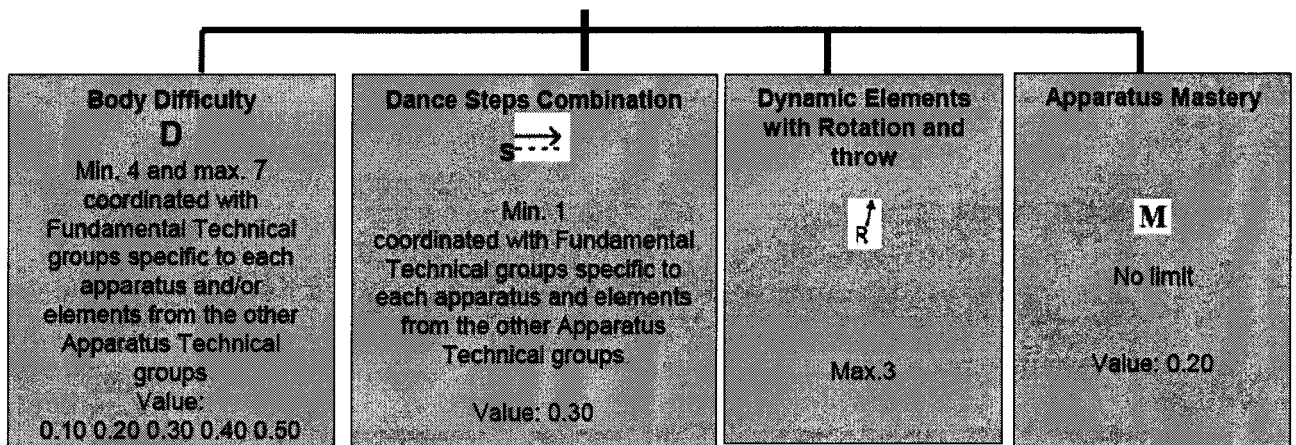 Body Difficulty
D
Min. 4 and max. 7
coordinated with
Fundamental Technical
groups specific to each
apparatus and/or
elements from the other
Apparatus Technical
groups
Value:
0.10 0.20 0.30 0.40 0.50
Dance Steps Combination
S
Min. 1
coordinated with Fundamental
Technical groups specific to
each apparatus and elements
from the other Apparatus
Technical groups
Value: 0.30
Dynamic Elements
with Rotation and
throw
R
Max.3
Apparatus Mastery
M
No limit
Value: 0.20